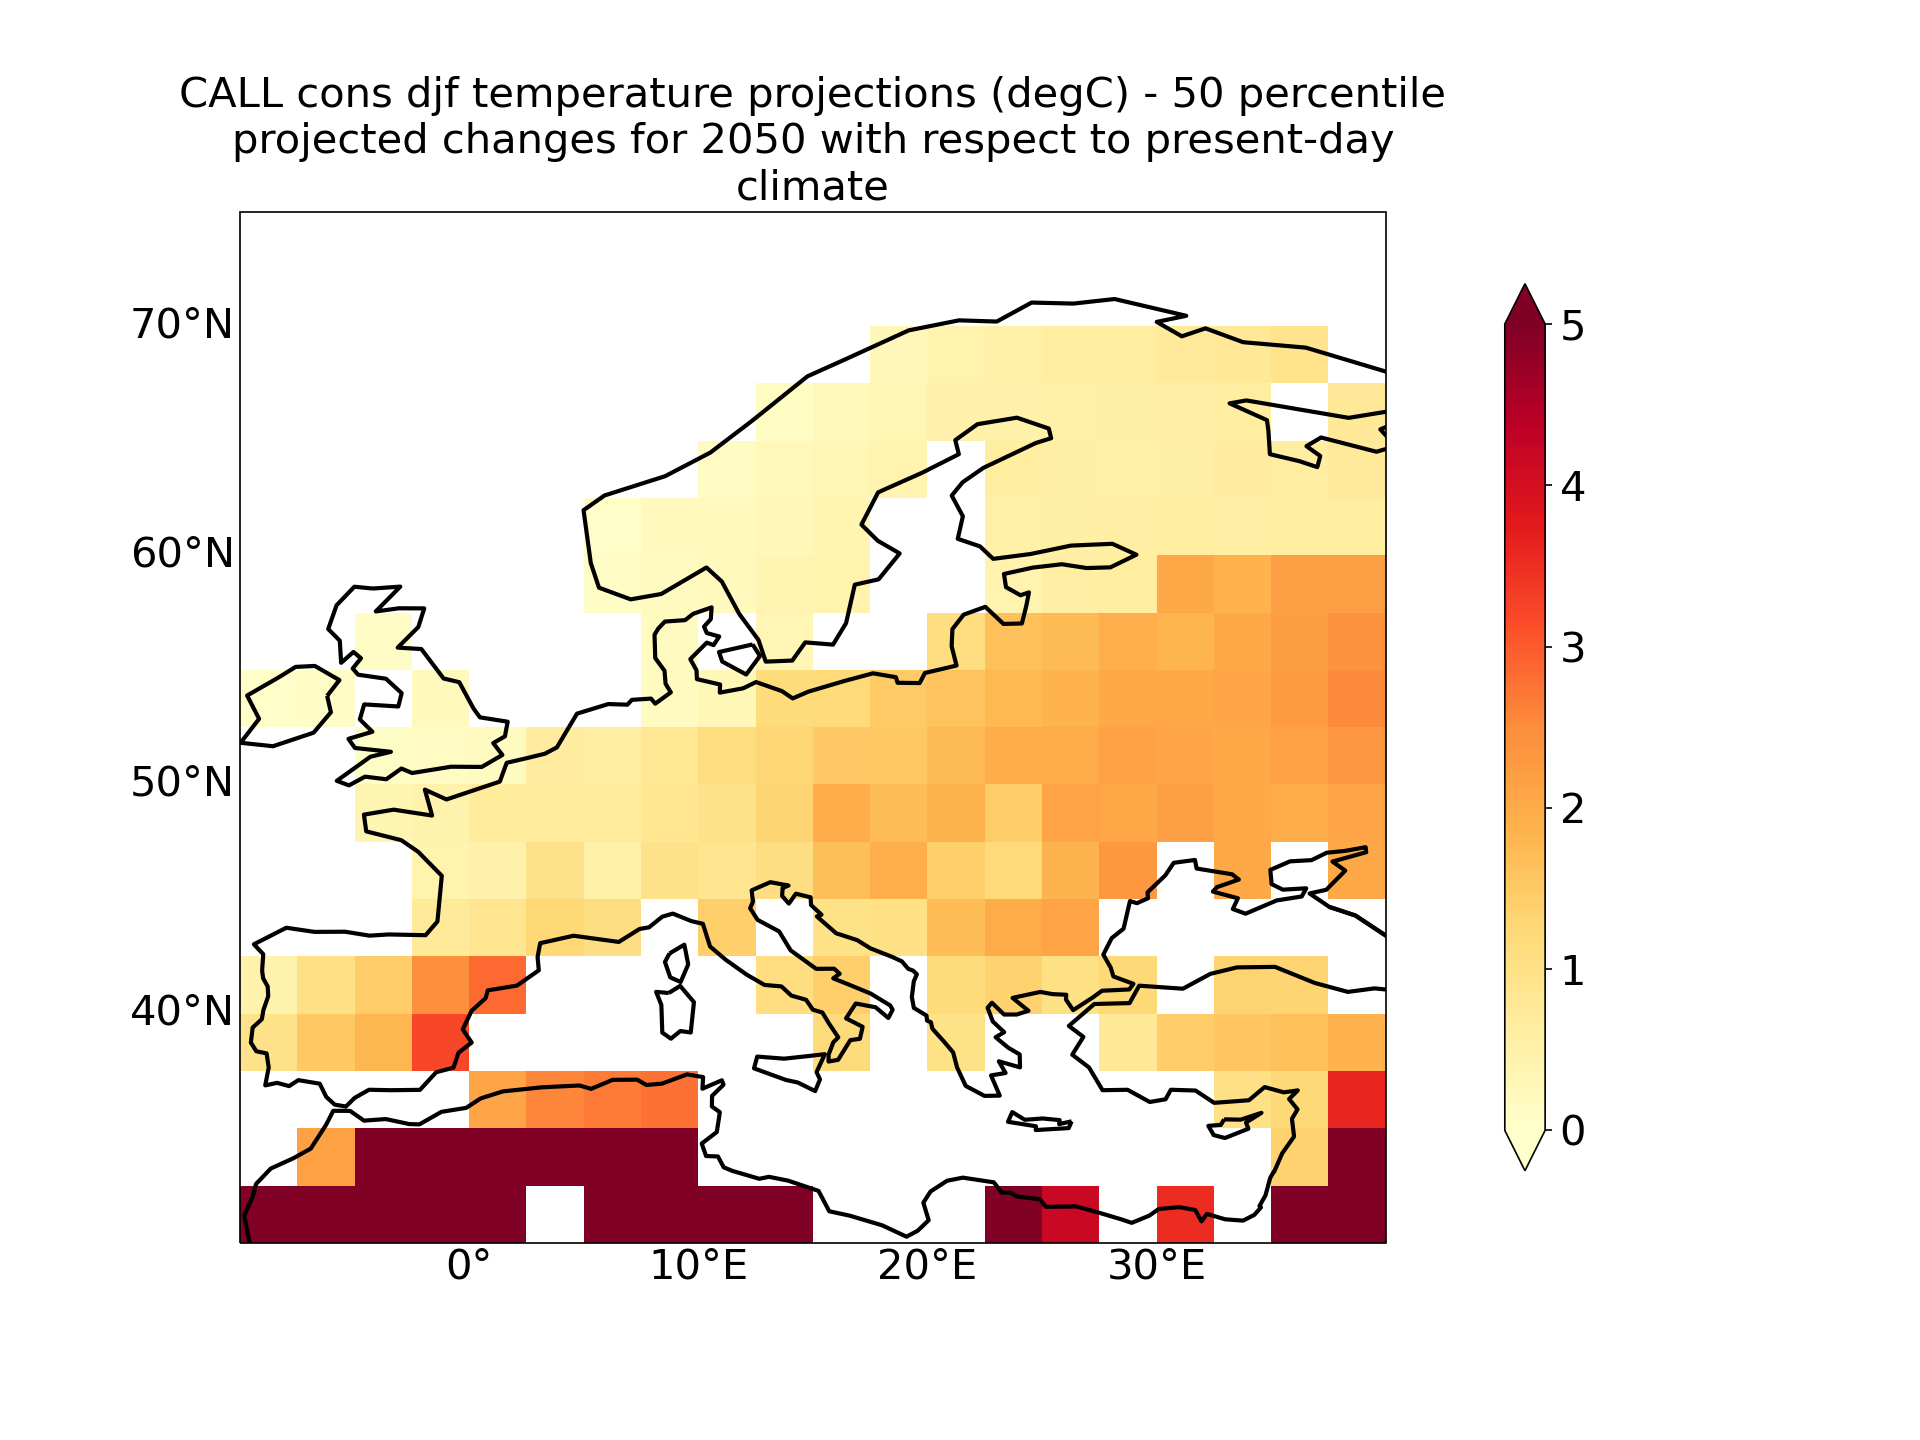 CALL cons djf temperature projections (degC) - 50 percentile
projected changes for 2050 with respect to present-day
climate
70°N
60°N
50°N
40°N
0°
10°E
20°E
30°E
5
4
3
2
1
0